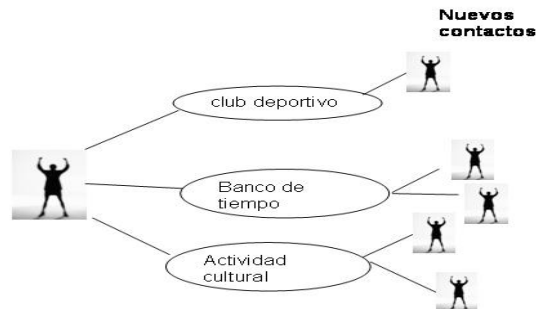 Nuevos
contactos
club deportivo
Banco de
tiempo
Actividad
cultural